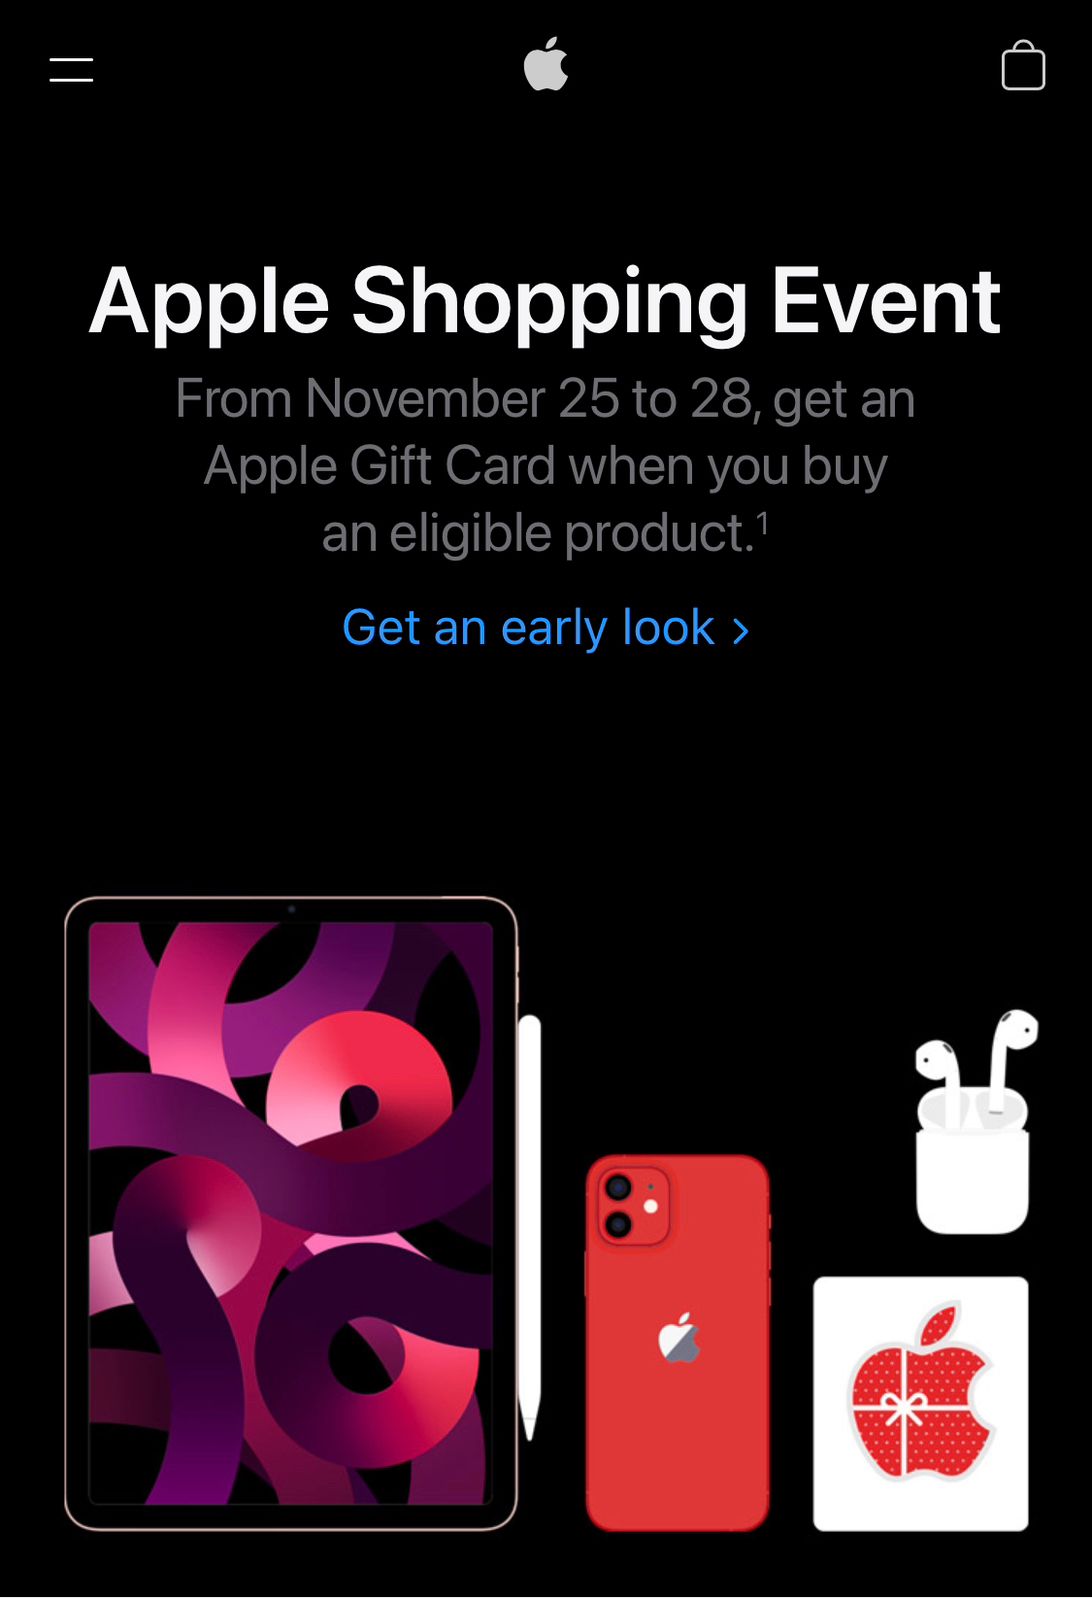 Apple Shopping Event
From November 25 to 28, get an
Apple Gift Card when you buy
an eligible product.¹
Get an early look >